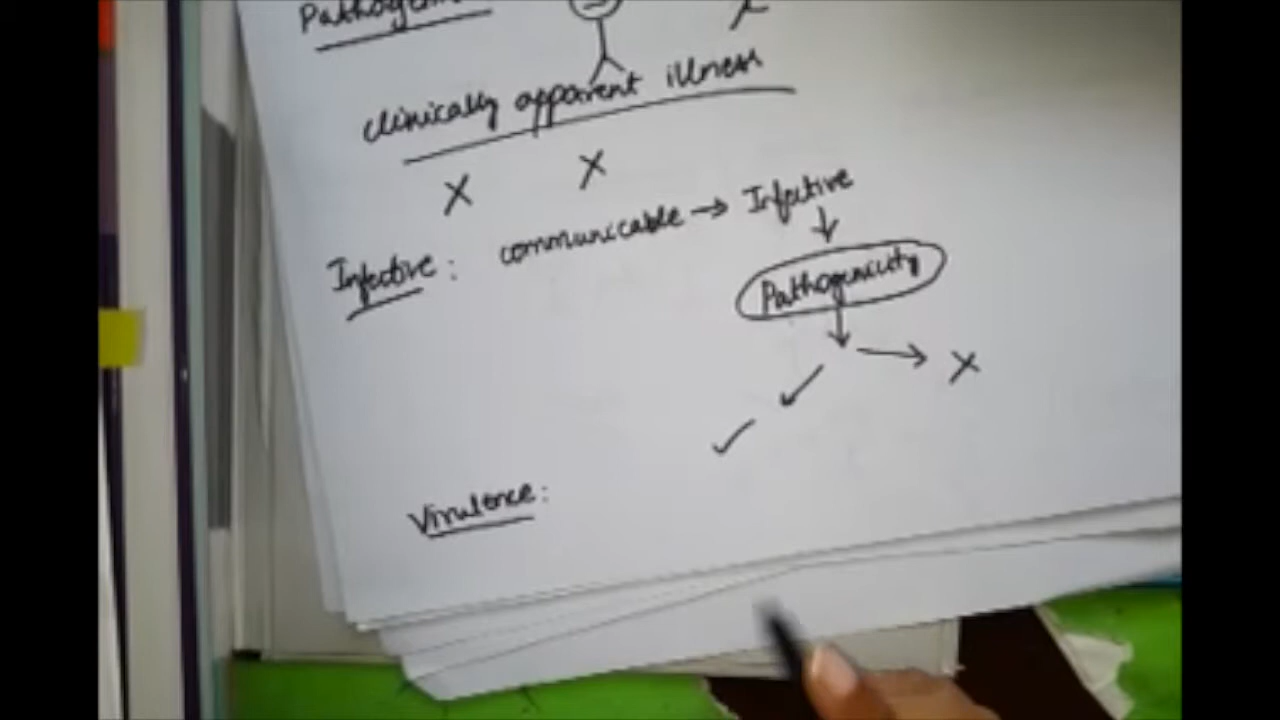 clinically apparent illness
X X
Infective: communicable → Infective
↓
Pathogenicity
↓ → X
✓
Virulence: